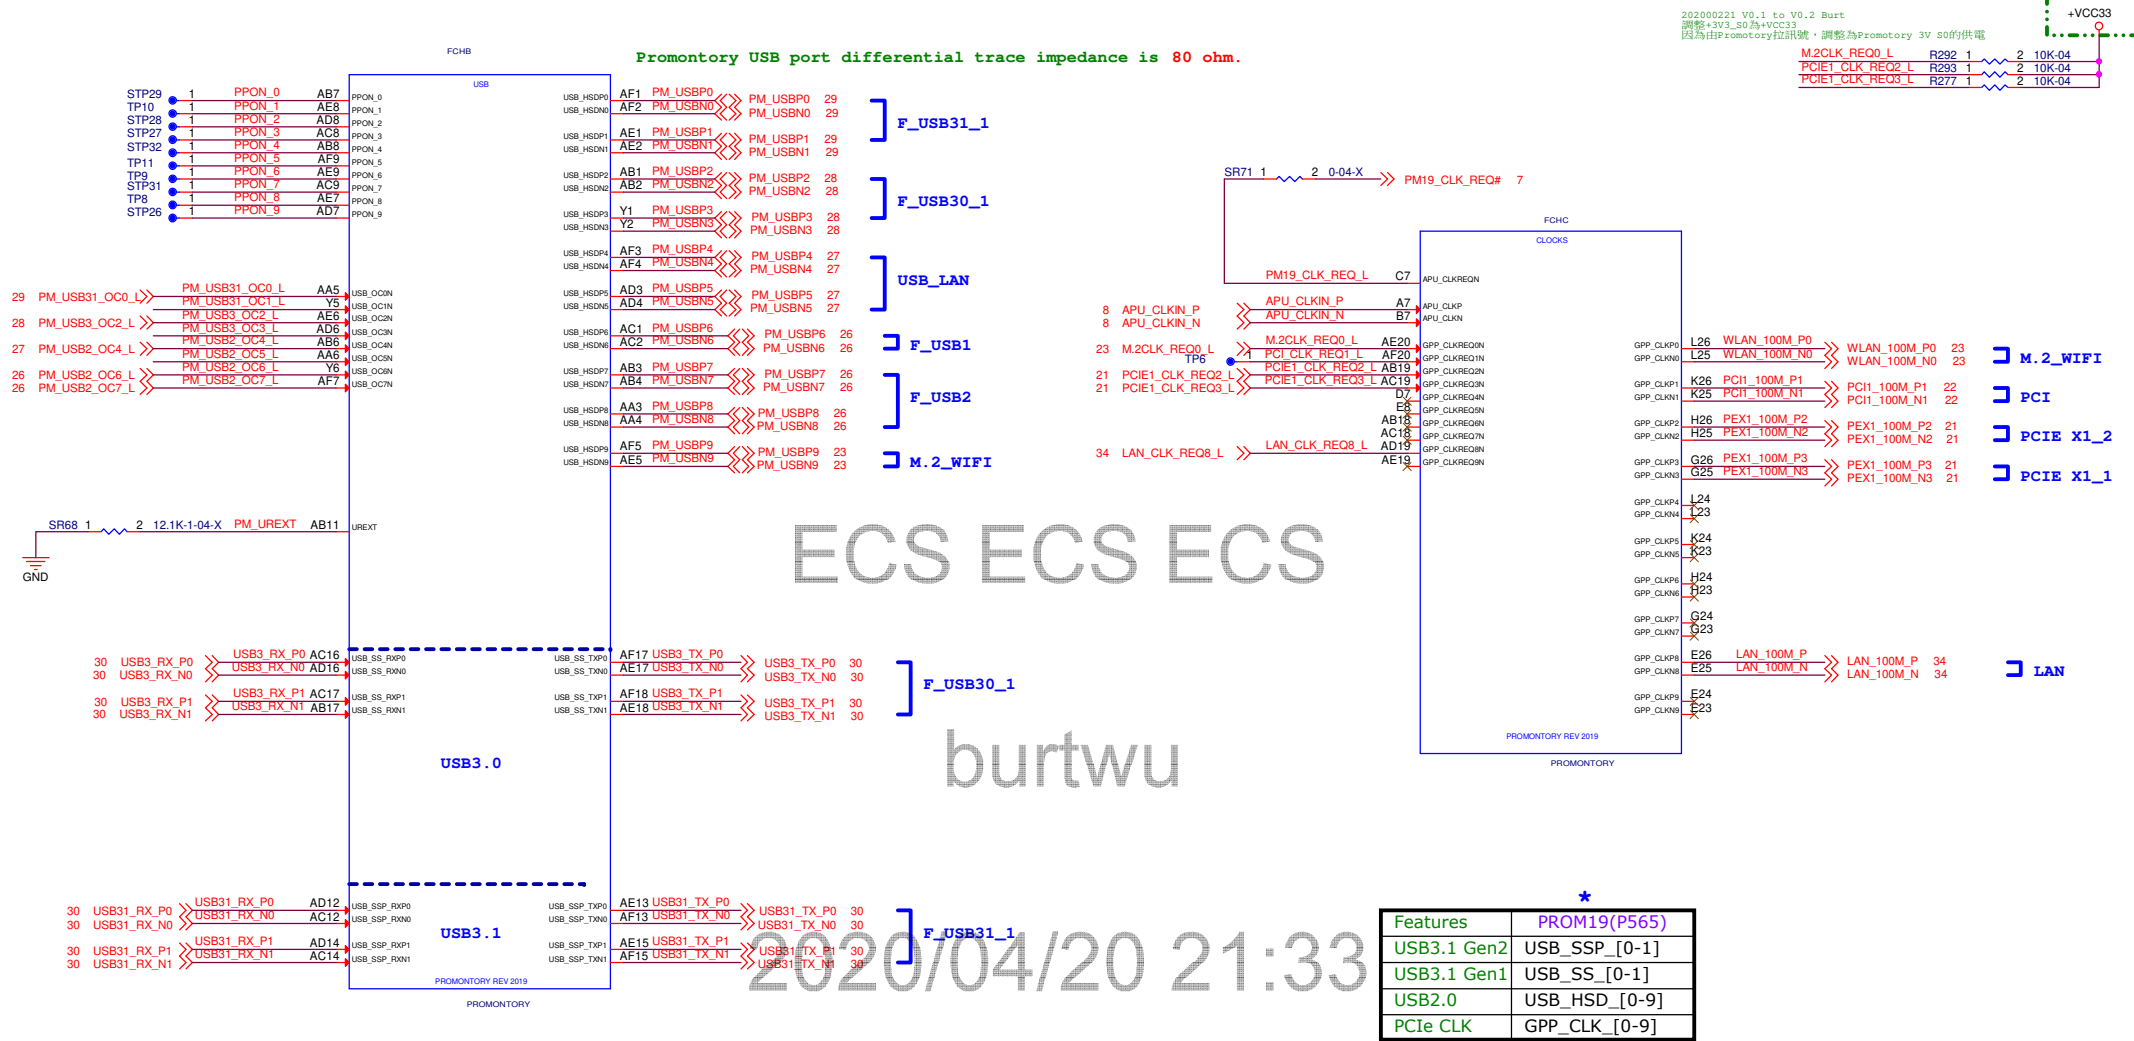 202000221 V0.1 to V0.2 Burt
調整+3V3_S0為+VCC33
因為由Promotory拉訊號，調整為Promotory 3V S0的供電
+VCC33
M.2CLK_REQ0_L R292 1 2 10K-04
PCIE1_CLK_REQ2_L R293 1 2 10K-04
PCIE1_CLK_REQ3_L R277 1 2 10K-04
Promontory USB port differential trace impedance is 80 ohm.
FCHB
USB
STP29 1 PPON_0 AB7 PPON_0
TP10 1 PPON_1 AE8 PPON_1
STP28 1 PPON_2 AD8 PPON_2
STP27 1 PPON_3 AC8 PPON_3
STP32 1 PPON_4 AB8 PPON_4
TP11 1 PPON_5 AF9 PPON_5
TP9 1 PPON_6 AE9 PPON_6
STP31 1 PPON_7 AC9 PPON_7
TP8 1 PPON_8 AE7 PPON_8
STP26 1 PPON_9 AD7 PPON_9
29 PM_USB31_OC0_L PM_USB31_OC0_L AA5 USB_OC0N
PM_USB31_OC1_L Y5 USB_OC1N
28 PM_USB3_OC2_L PM_USB3_OC2_L AE6 USB_OC2N
PM_USB3_OC3_L AD6 USB_OC3N
27 PM_USB2_OC4_L PM_USB2_OC4_L AB6 USB_OC4N
PM_USB2_OC5_L AA6 USB_OC5N
26 PM_USB2_OC6_L PM_USB2_OC6_L Y6 USB_OC6N
26 PM_USB2_OC7_L PM_USB2_OC7_L AF7 USB_OC7N
SR68 1 2 12.1K-1-04-X PM_UREXT AB11 UREXT
GND
30 USB3_RX_P0 USB3_RX_P0 AC16 USB_SS_RXP0
30 USB3_RX_N0 USB3_RX_N0 AD16 USB_SS_RXN0
30 USB3_RX_P1 USB3_RX_P1 AC17 USB_SS_RXP1
30 USB3_RX_N1 USB3_RX_N1 AB17 USB_SS_RXN1
USB3.0
30 USB31_RX_P0 USB31_RX_P0 AD12 USB_SSP_RXP0
30 USB31_RX_N0 USB31_RX_N0 AC12 USB_SSP_RXN0
USB3.1
30 USB31_RX_P1 USB31_RX_P1 AD14 USB_SSP_RXP1
30 USB31_RX_N1 USB31_RX_N1 AC14 USB_SSP_RXN1
PROMONTORY REV 2019
PROMONTORY
USB_HSDP0 AF1 PM_USBP0 PM_USBP0 29
USB_HSDN0 AF2 PM_USBN0 PM_USBN0 29
F_USB31_1
USB_HSDP1 AE1 PM_USBP1 PM_USBP1 29
USB_HSDN1 AE2 PM_USBN1 PM_USBN1 29
USB_HSDP2 AB1 PM_USBP2 PM_USBP2 28
USB_HSDN2 AB2 PM_USBN2 PM_USBN2 28
F_USB30_1
USB_HSDP3 Y1 PM_USBP3 PM_USBP3 28
USB_HSDN3 Y2 PM_USBN3 PM_USBN3 28
USB_HSDP4 AF3 PM_USBP4 PM_USBP4 27
USB_HSDN4 AF4 PM_USBN4 PM_USBN4 27
USB_LAN
USB_HSDP5 AD3 PM_USBP5 PM_USBP5 27
USB_HSDN5 AD4 PM_USBN5 PM_USBN5 27
USB_HSDP6 AC1 PM_USBP6 PM_USBP6 26
USB_HSDN6 AC2 PM_USBN6 PM_USBN6 26
F_USB1
USB_HSDP7 AB3 PM_USBP7 PM_USBP7 26
USB_HSDN7 AB4 PM_USBN7 PM_USBN7 26
F_USB2
USB_HSDP8 AA3 PM_USBP8 PM_USBP8 26
USB_HSDN8 AA4 PM_USBN8 PM_USBN8 26
USB_HSDP9 AF5 PM_USBP9 PM_USBP9 23
USB_HSDN9 AE5 PM_USBN9 PM_USBN9 23
M.2_WIFI
USB_SS_TXP0 AF17 USB3_TX_P0 USB3_TX_P0 30
USB_SS_TXN0 AE17 USB3_TX_N0 USB3_TX_N0 30
F_USB30_1
USB_SS_TXP1 AF18 USB3_TX_P1 USB3_TX_P1 30
USB_SS_TXN1 AE18 USB3_TX_N1 USB3_TX_N1 30
USB_SSP_TXP0 AE13 USB31_TX_P0 USB31_TX_P0 30
USB_SSP_TXN0 AF13 USB31_TX_N0 USB31_TX_N0 30
F_USB31_1
USB_SSP_TXP1 AE15 USB31_TX_P1 USB31_TX_P1 30
USB_SSP_TXN1 AF15 USB31_TX_N1 USB31_TX_N1 30
ECS ECS ECS
burtwu
2020/04/20 21:33
SR71 1 2 0-04-X PM19_CLK_REQ# 7
FCHC
CLOCKS
PM19_CLK_REQ_L C7 APU_CLKREQN
8 APU_CLKIN_P APU_CLKIN_P A7 APU_CLKP
8 APU_CLKIN_N APU_CLKIN_N B7 APU_CLKN
23 M.2CLK_REQ0_L M.2CLK_REQ0_L AE20 GPP_CLKREQ0N
TP6 1 PCI_CLK_REQ1_L AF20 GPP_CLKREQ1N
21 PCIE1_CLK_REQ2_L PCIE1_CLK_REQ2_L AB19 GPP_CLKREQ2N
21 PCIE1_CLK_REQ3_L PCIE1_CLK_REQ3_L AC19 GPP_CLKREQ3N
D7 GPP_CLKREQ4N
E8 GPP_CLKREQ5N
AB18 GPP_CLKREQ6N
AC18 GPP_CLKREQ7N
34 LAN_CLK_REQ8_L LAN_CLK_REQ8_L AD19 GPP_CLKREQ8N
AE19 GPP_CLKREQ9N
GPP_CLKP0 L26 WLAN_100M_P0 WLAN_100M_P0 23
GPP_CLKN0 L25 WLAN_100M_N0 WLAN_100M_N0 23
M.2_WIFI
GPP_CLKP1 K26 PCI1_100M_P1 PCI1_100M_P1 22
GPP_CLKN1 K25 PCI1_100M_N1 PCI1_100M_N1 22
PCI
GPP_CLKP2 H26 PEX1_100M_P2 PEX1_100M_P2 21
GPP_CLKN2 H25 PEX1_100M_N2 PEX1_100M_N2 21
PCIE X1_2
GPP_CLKP3 G26 PEX1_100M_P3 PEX1_100M_P3 21
GPP_CLKN3 G25 PEX1_100M_N3 PEX1_100M_N3 21
PCIE X1_1
GPP_CLKP4 L24
GPP_CLKN4 L23
GPP_CLKP5 K24
GPP_CLKN5 K23
GPP_CLKP6 H24
GPP_CLKN6 H23
GPP_CLKP7 G24
GPP_CLKN7 G23
GPP_CLKP8 E26 LAN_100M_P LAN_100M_P 34
GPP_CLKN8 E25 LAN_100M_N LAN_100M_N 34
LAN
GPP_CLKP9 E24
GPP_CLKN9 E23
PROMONTORY REV 2019
PROMONTORY
*
Features PROM19(P565)
USB3.1 Gen2 USB_SSP_[0-1]
USB3.1 Gen1 USB_SS_[0-1]
USB2.0 USB_HSD_[0-9]
PCIe CLK GPP_CLK_[0-9]